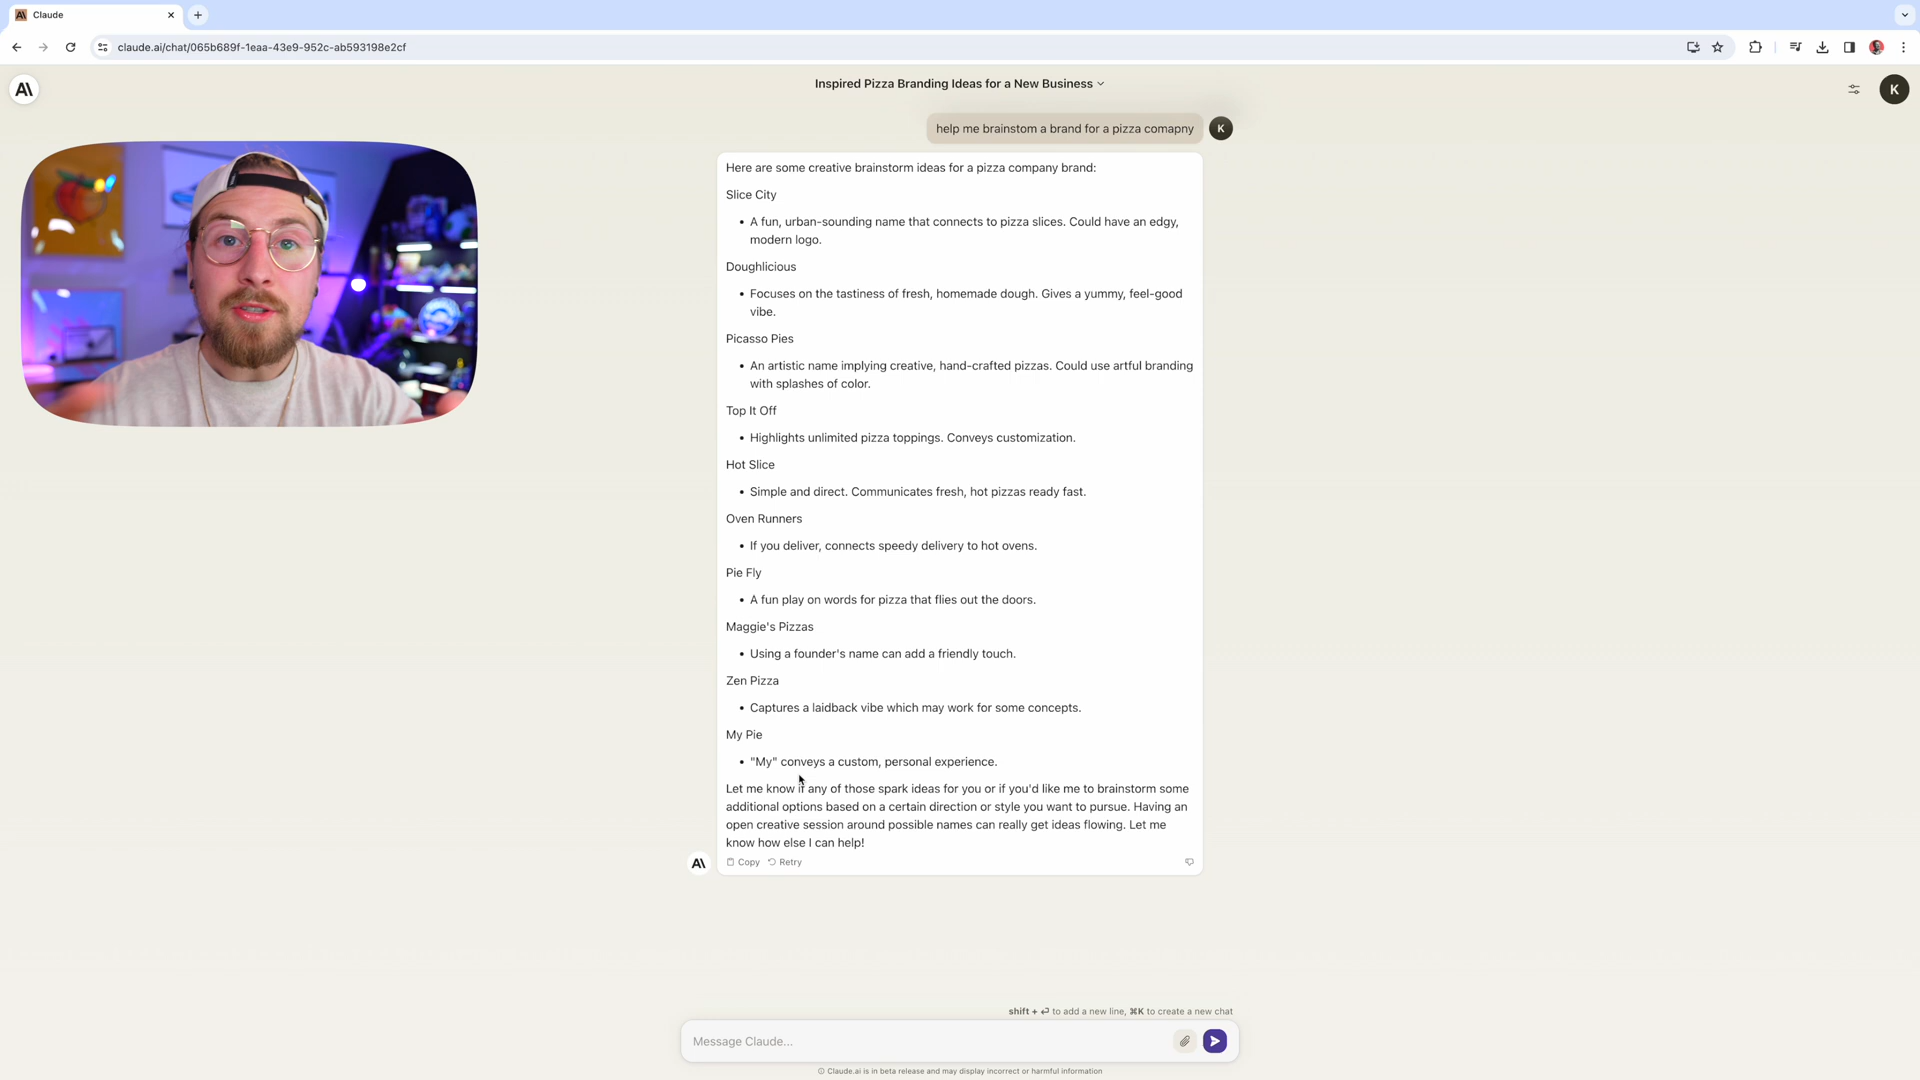 Claude
claude.ai/chat/065b689f-1eaa-43e9-952c-ab593198e2cf
Inspired Pizza Branding Ideas for a New Business
K
help me brainstom a brand for a pizza comapny
K
Here are some creative brainstorm ideas for a pizza company brand:
Slice City
• A fun, urban-sounding name that connects to pizza slices. Could have an edgy,
modern logo.
Doughlicious
• Focuses on the tastiness of fresh, homemade dough. Gives a yummy, feel-good
vibe.
Picasso Pies
• An artistic name implying creative, hand-crafted pizzas. Could use artful branding
with splashes of color.
Top It Off
• Highlights unlimited pizza toppings. Conveys customization.
Hot Slice
• Simple and direct. Communicates fresh, hot pizzas ready fast.
Oven Runners
• If you deliver, connects speedy delivery to hot ovens.
Pie Fly
• A fun play on words for pizza that flies out the doors.
Maggie's Pizzas
• Using a founder's name can add a friendly touch.
Zen Pizza
• Captures a laidback vibe which may work for some concepts.
My Pie
• "My" conveys a custom, personal experience.
Let me know if any of those spark ideas for you or if you'd like me to brainstorm some
additional options based on a certain direction or style you want to pursue. Having an
open creative session around possible names can really get ideas flowing. Let me
know how else I can help!
Copy Retry
shift + ⏎ to add a new line, ⌘K to create a new chat
Message Claude...
Claude.ai is in beta release and may display incorrect or harmful information